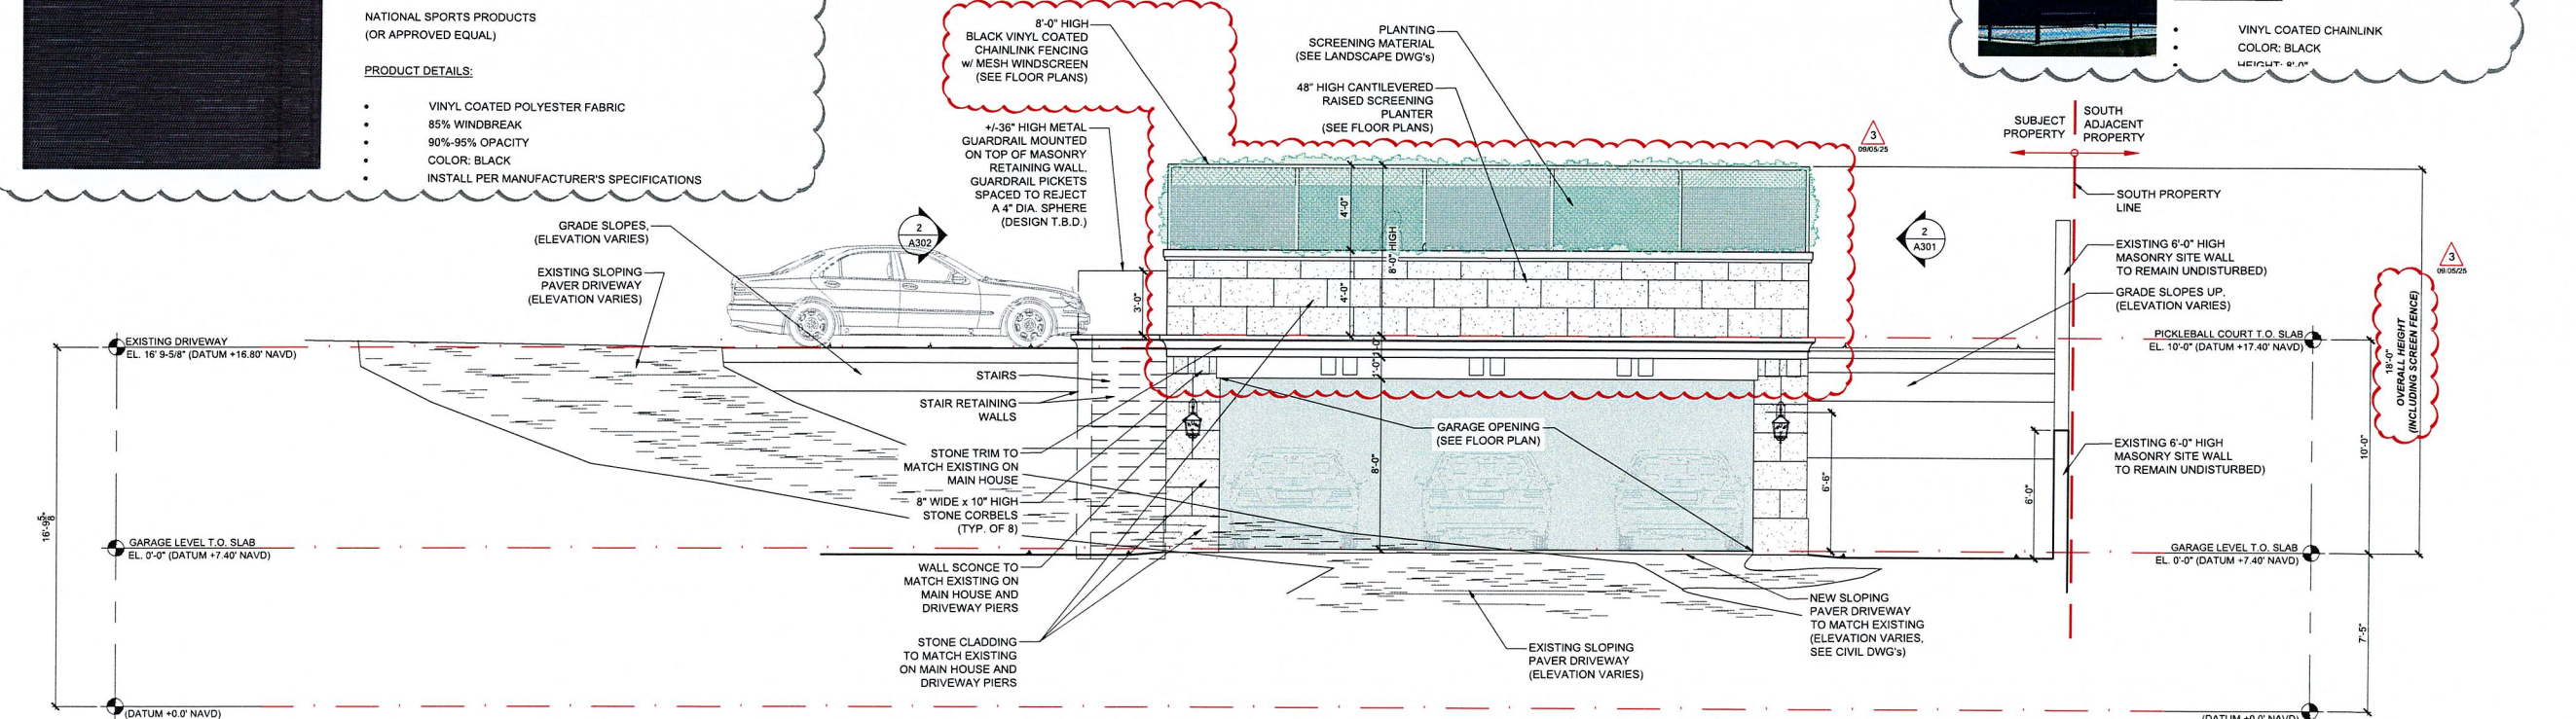 NATIONAL SPORTS PRODUCTS
(OR APPROVED EQUAL)
PRODUCT DETAILS:
• VINYL COATED POLYESTER FABRIC
• 85% WINDBREAK
• 90%-95% OPACITY
• COLOR: BLACK
• INSTALL PER MANUFACTURER'S SPECIFICATIONS
8'-0" HIGH
BLACK VINYL COATED
CHAINLINK FENCING
w/ MESH WINDSCREEN
(SEE FLOOR PLANS)
PLANTING
SCREENING MATERIAL
(SEE LANDSCAPE DWG's)
48" HIGH CANTILEVERED
RAISED SCREENING
PLANTER
(SEE FLOOR PLANS)
• VINYL COATED CHAINLINK
• COLOR: BLACK
• HEIGHT: 8'-0"
+/-36" HIGH METAL
GUARDRAIL MOUNTED
ON TOP OF MASONRY
RETAINING WALL.
GUARDRAIL PICKETS
SPACED TO REJECT
A 4" DIA. SPHERE
(DESIGN T.B.D.)
3
09/05/25
SUBJECT
PROPERTY
SOUTH
ADJACENT
PROPERTY
SOUTH PROPERTY
LINE
GRADE SLOPES,
(ELEVATION VARIES)
EXISTING SLOPING
PAVER DRIVEWAY
(ELEVATION VARIES)
2
A302
2
A301
EXISTING 6'-0" HIGH
MASONRY SITE WALL
TO REMAIN UNDISTURBED)
GRADE SLOPES UP,
(ELEVATION VARIES)
3
09/05/25
4'-0"
8'-0" HIGH
4'-0"
3'-0"
1'-0"
1'-0"
8'-0"
EXISTING DRIVEWAY
EL. 16' 9-5/8" (DATUM +16.80' NAVD)
PICKLEBALL COURT T.O. SLAB
EL. 10'-0" (DATUM +17.40' NAVD)
18'-0"
OVERALL HEIGHT
(INCLUDING SCREEN FENCE)
STAIRS
STAIR RETAINING
WALLS
GARAGE OPENING
(SEE FLOOR PLAN)
STONE TRIM TO
MATCH EXISTING ON
MAIN HOUSE
8" WIDE x 10" HIGH
STONE CORBELS
(TYP. OF 8)
EXISTING 6'-0" HIGH
MASONRY SITE WALL
TO REMAIN UNDISTURBED)
10'-0"
6'-6"
6'-0"
16'-9 5/8"
GARAGE LEVEL T.O. SLAB
EL. 0'-0" (DATUM +7.40' NAVD)
GARAGE LEVEL T.O. SLAB
EL. 0'-0" (DATUM +7.40' NAVD)
WALL SCONCE TO
MATCH EXISTING ON
MAIN HOUSE AND
DRIVEWAY PIERS
STONE CLADDING
TO MATCH EXISTING
ON MAIN HOUSE AND
DRIVEWAY PIERS
EXISTING SLOPING
PAVER DRIVEWAY
(ELEVATION VARIES)
NEW SLOPING
PAVER DRIVEWAY
TO MATCH EXISTING
(ELEVATION VARIES,
SEE CIVIL DWG's)
7'-5"
(DATUM +0.0' NAVD)
(DATUM +0.0' NAVD)